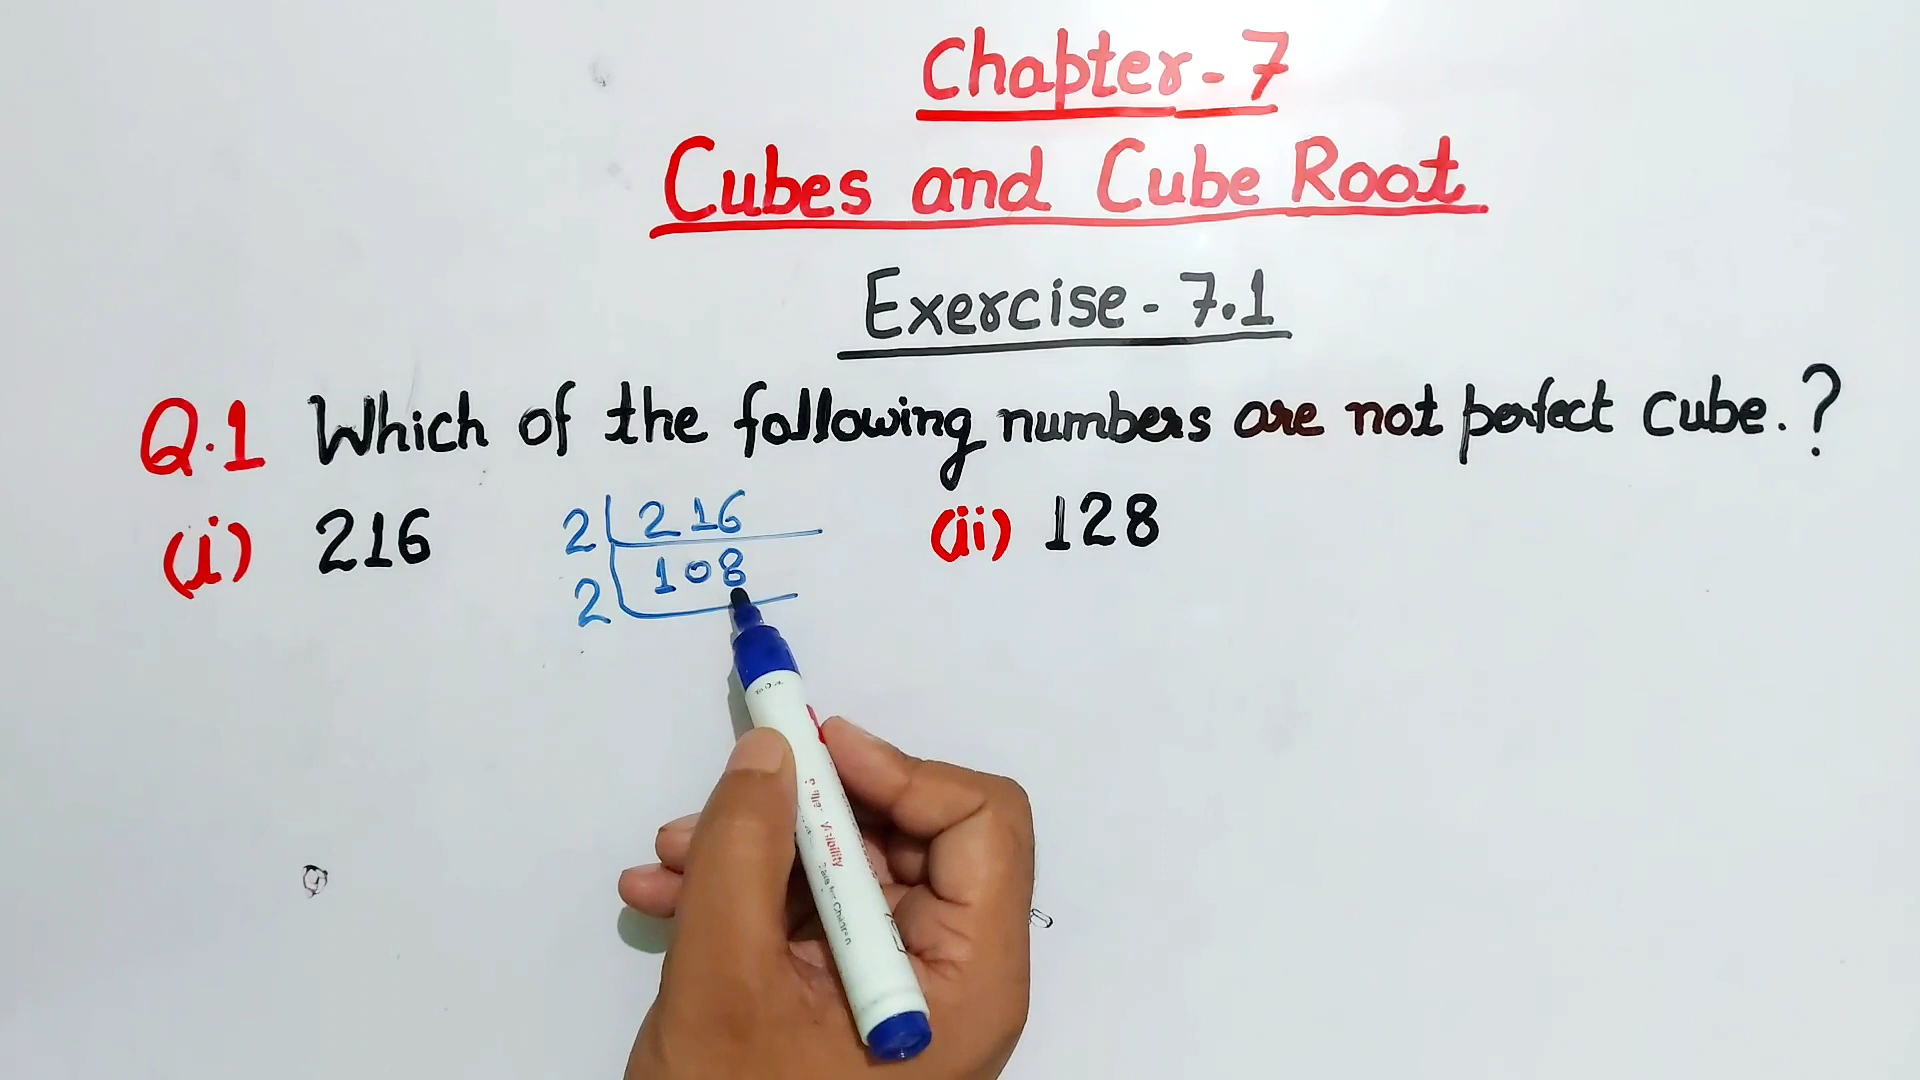 Chapter-7
Cubes and Cube Root
Exercise-7.1
Q.1 Which of the following numbers are not perfect cube.?
(i) 216
2 216
2 108
(ii) 128
Visibility